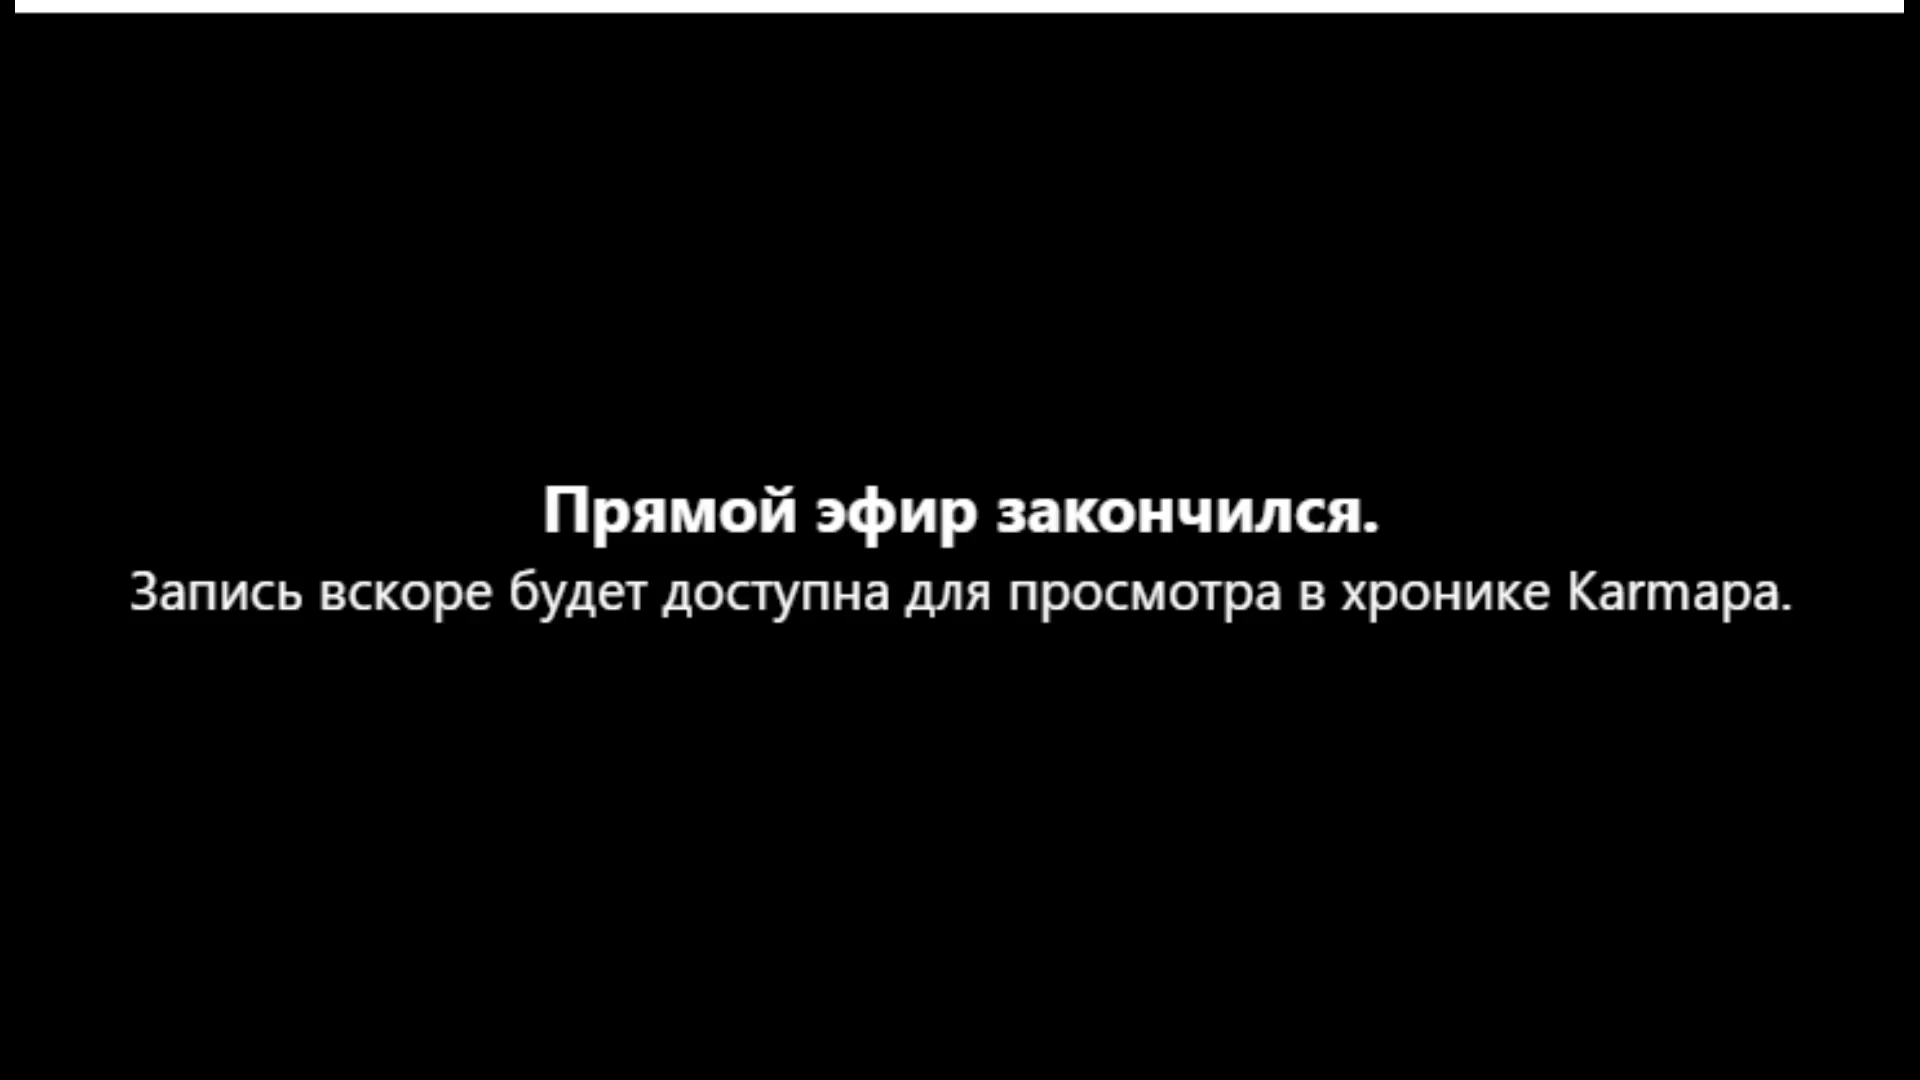 Прямой эфир закончился.
Запись вскоре будет доступна для просмотра в хронике Karmapa.